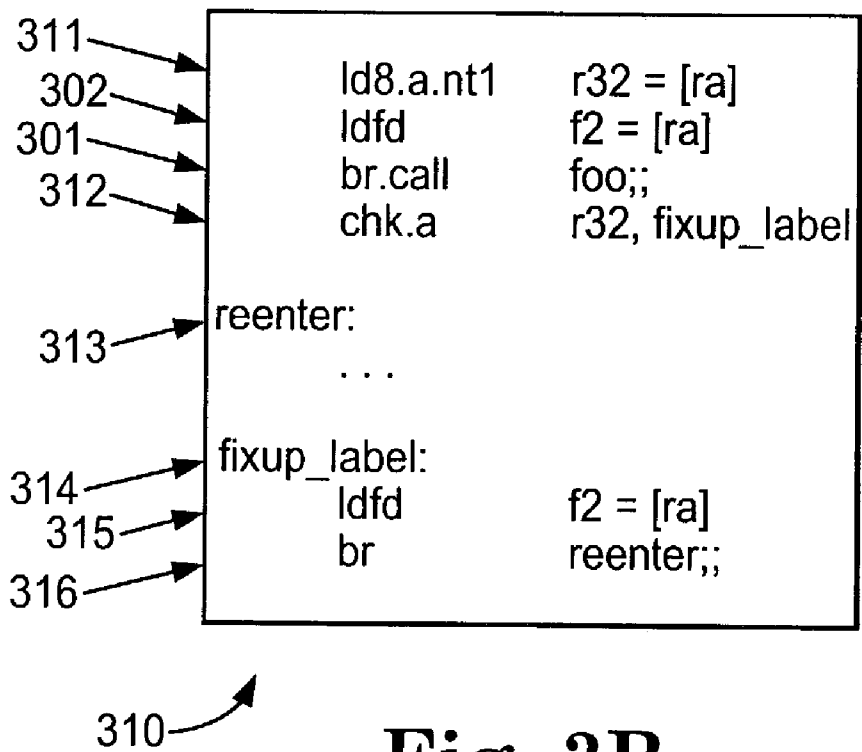 311 ld8.a.nt1 r32 = [ra]
302 ldfd f2 = [ra]
301 br.call foo;;
312 chk.a r32, fixup_label
313 reenter:
. . .
314 fixup_label:
315 ldfd f2 = [ra]
316 br reenter;;
310
Fig. 3B